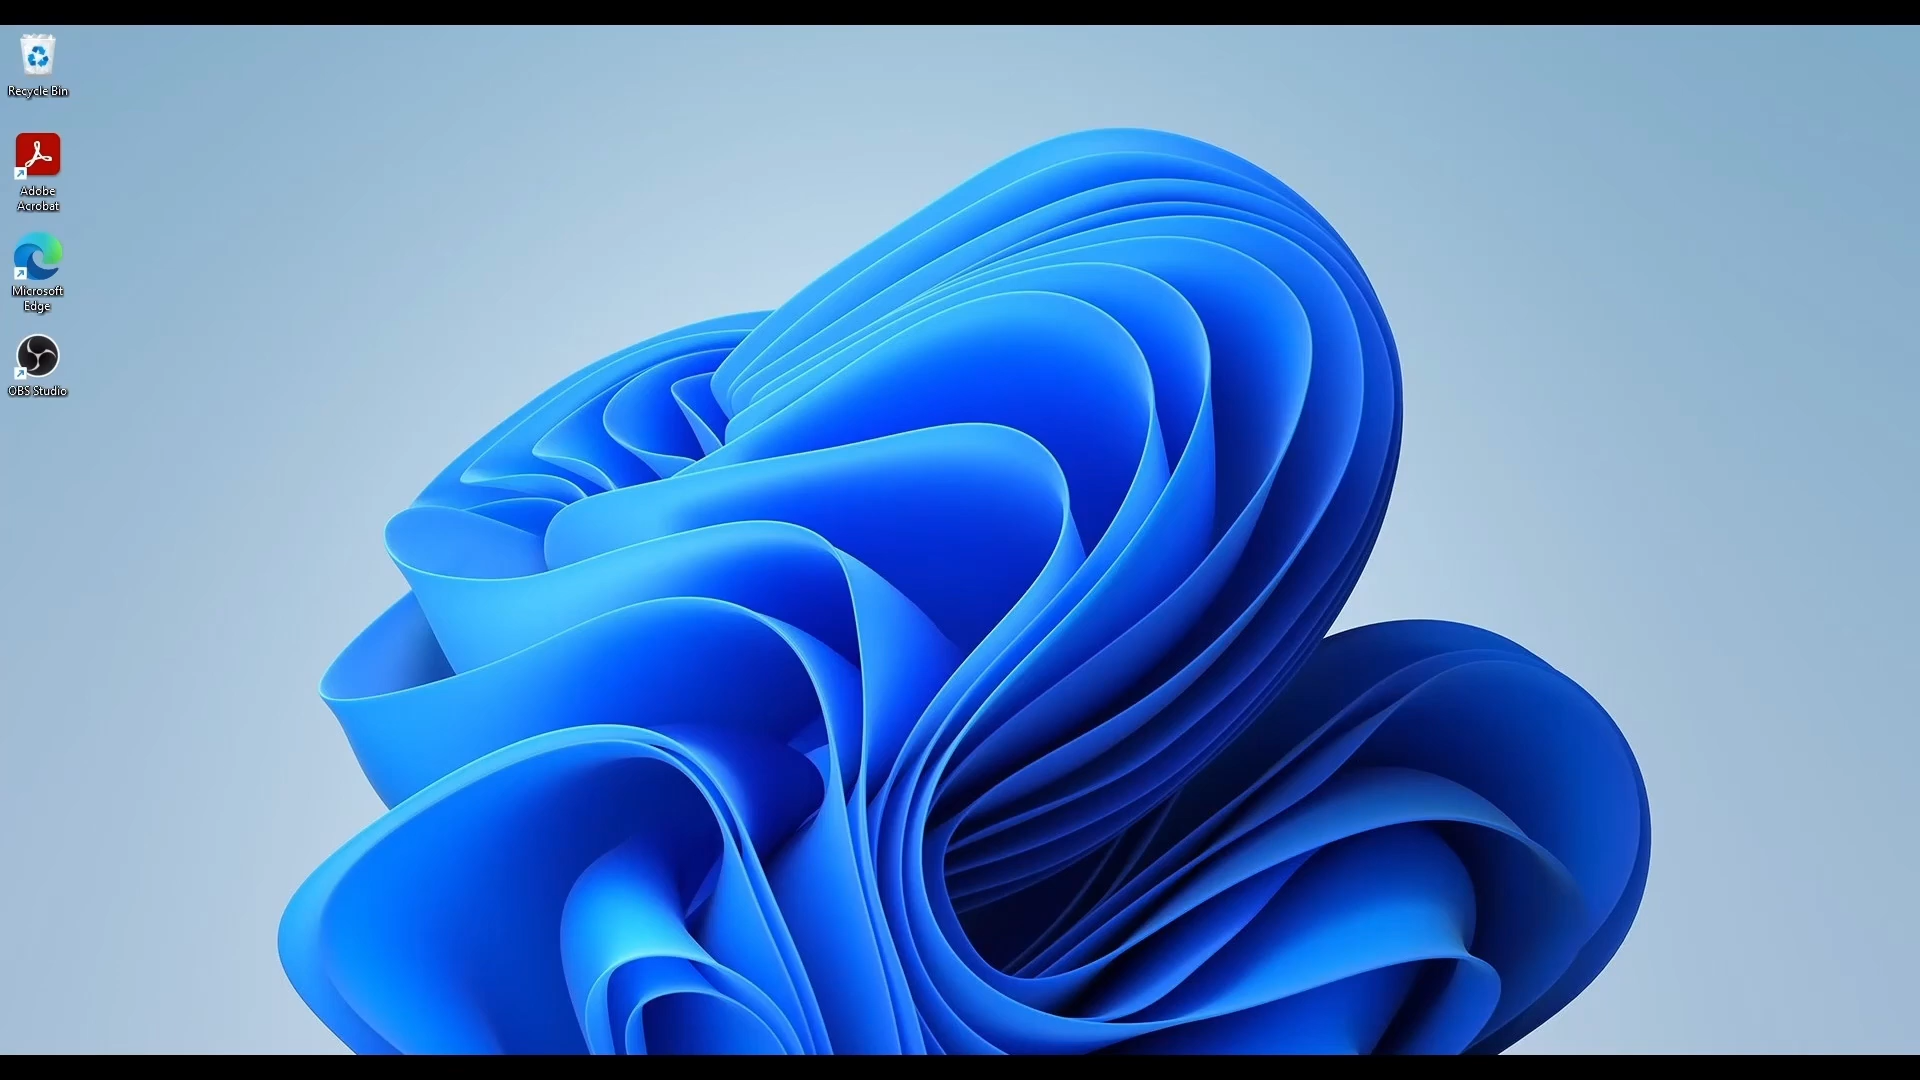 Recycle Bin
Adobe
Acrobat
Microsoft
Edge
OBS Studio